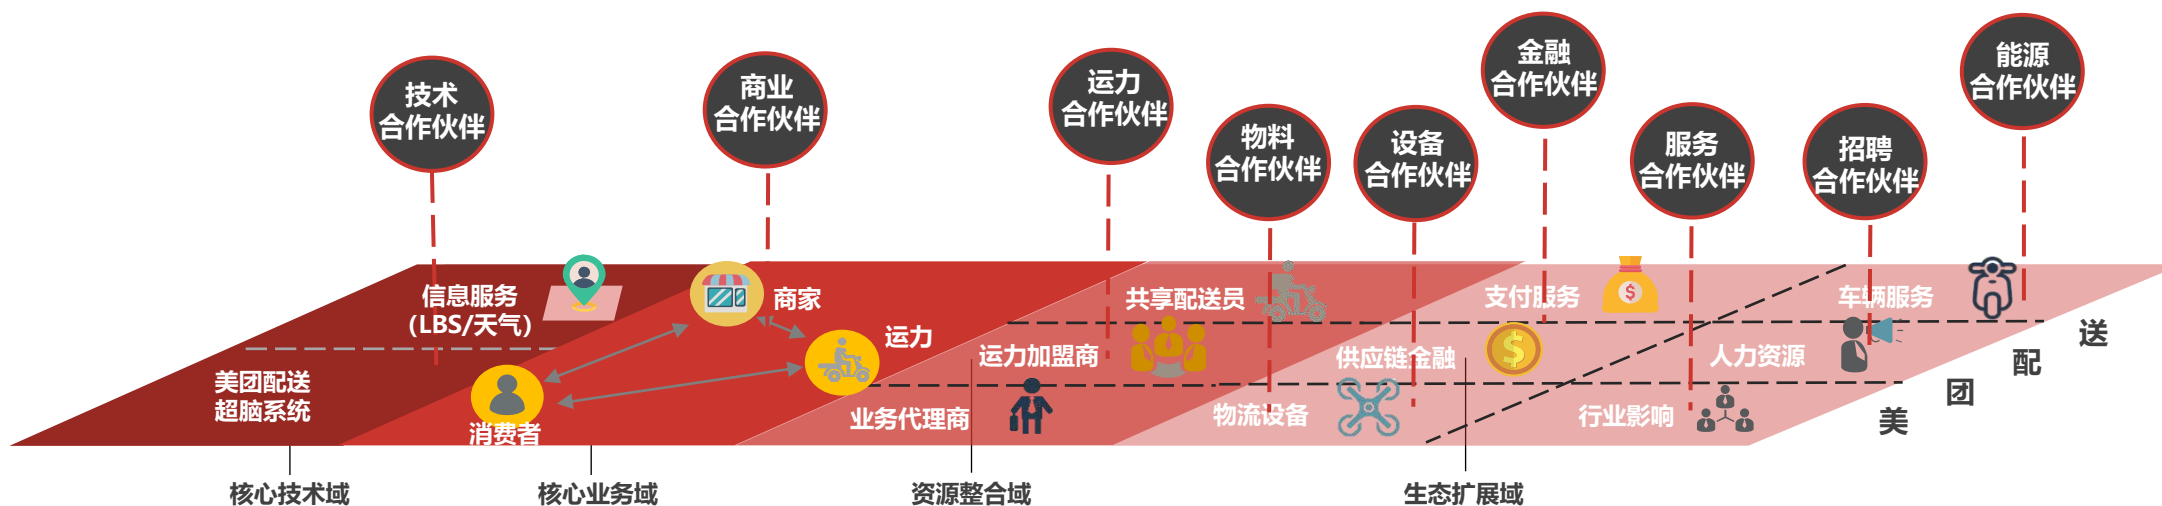 技术
合作伙伴
商业
合作伙伴
运力
合作伙伴
物料
合作伙伴
设备
合作伙伴
金融
合作伙伴
服务
合作伙伴
招聘
合作伙伴
能源
合作伙伴
信息服务
（LBS/天气）
美团配送
超脑系统
商家
运力
消费者
共享配送员
运力加盟商
业务代理商
支付服务
供应链金融
物流设备
车辆服务
人力资源
行业影响
美
团
配
送
核心技术域
核心业务域
资源整合域
生态扩展域